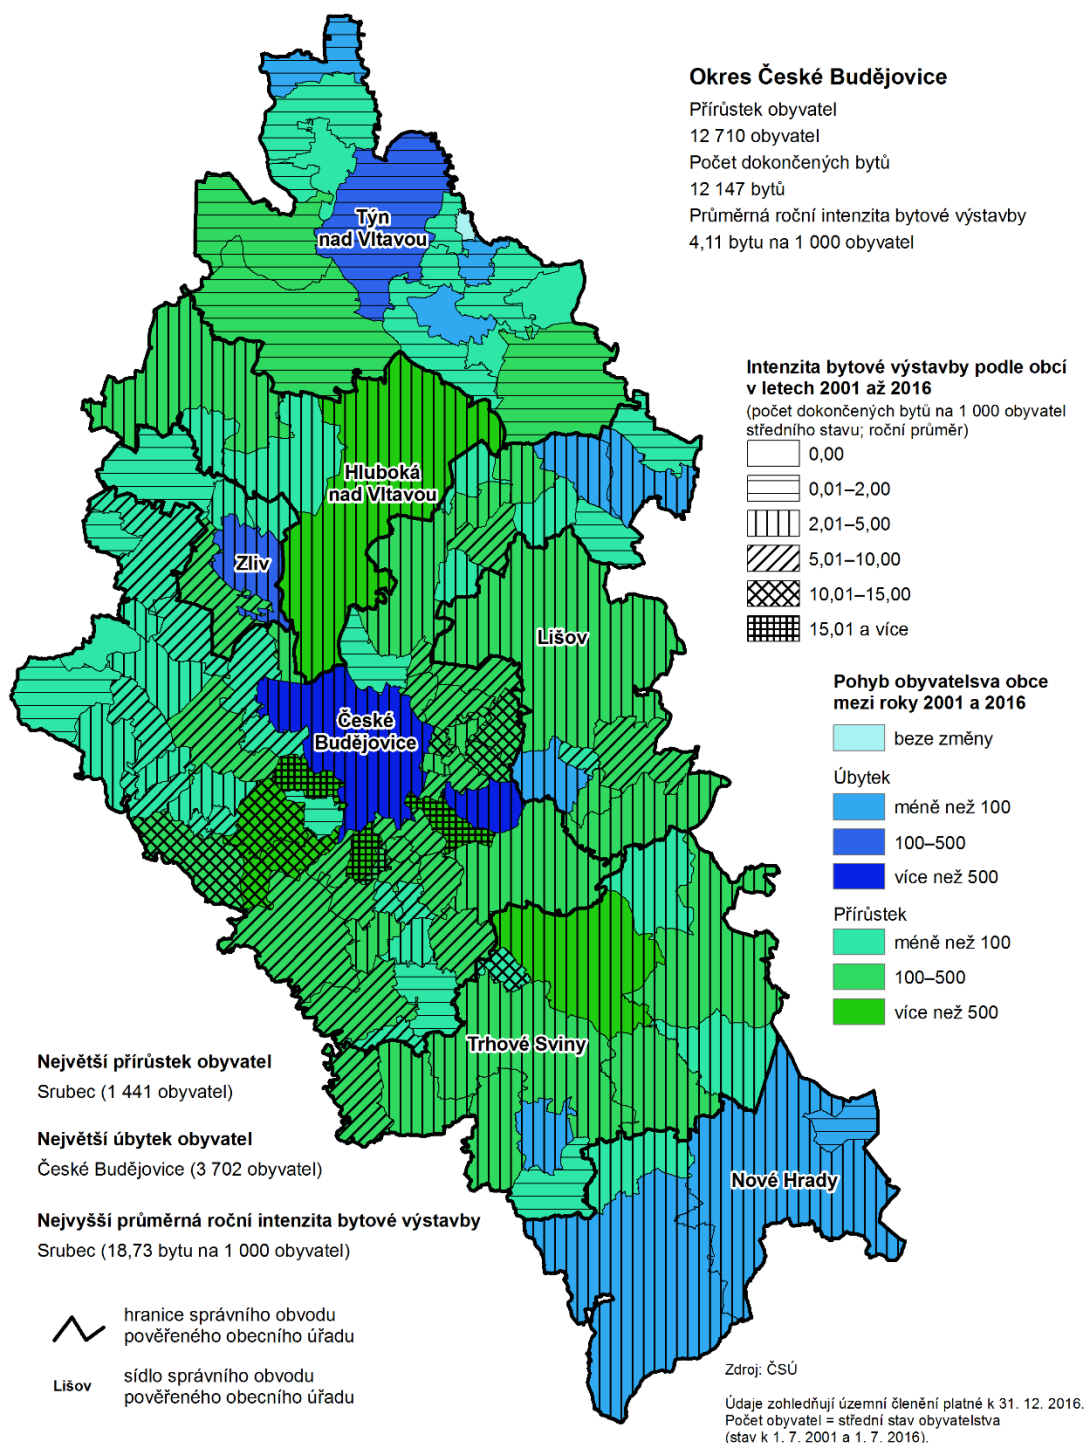 Okres České Budějovice
Přírůstek obyvatel
12 710 obyvatel
Počet dokončených bytů
12 147 bytů
Průměrná roční intenzita bytové výstavby
4,11 bytu na 1 000 obyvatel
Týn
nad Vltavou
Hluboká
nad Vltavou
Zliv
Lišov
České
Budějovice
Trhové Sviny
Nové Hrady
Intenzita bytové výstavby podle obcí
v letech 2001 až 2016
(počet dokončených bytů na 1 000 obyvatel
středního stavu; roční průměr)
0,00
0,01–2,00
2,01–5,00
5,01–10,00
10,01–15,00
15,01 a více
Pohyb obyvatelsva obce
mezi roky 2001 a 2016
beze změny
Úbytek
méně než 100
100–500
více než 500
Přírůstek
méně než 100
100–500
více než 500
Největší přírůstek obyvatel
Srubec (1 441 obyvatel)
Největší úbytek obyvatel
České Budějovice (3 702 obyvatel)
Nejvyšší průměrná roční intenzita bytové výstavby
Srubec (18,73 bytu na 1 000 obyvatel)
hranice správního obvodu
pověřeného obecního úřadu
Lišov
sídlo správního obvodu
pověřeného obecního úřadu
Zdroj: ČSÚ
Údaje zohledňují územní členění platné k 31. 12. 2016.
Počet obyvatel = střední stav obyvatelstva
(stav k 1. 7. 2001 a 1. 7. 2016).